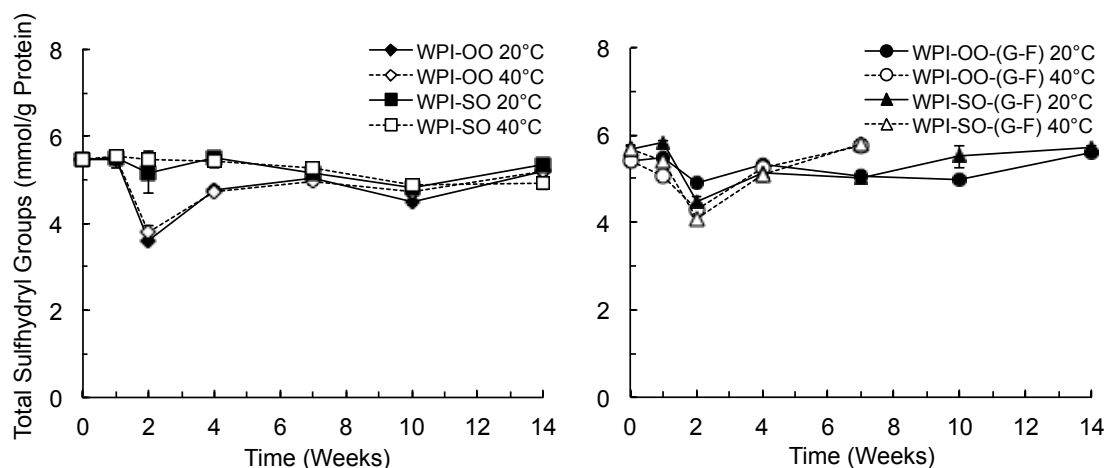 Total Sulfhydryl Groups (mmol/g Protein)
8
6
4
2
0
WPI-OO 20°C
WPI-OO 40°C
WPI-SO 20°C
WPI-SO 40°C
0 2 4 6 8 10 12 14
Time (Weeks)
8
6
4
2
0
WPI-OO-(G-F) 20°C
WPI-OO-(G-F) 40°C
WPI-SO-(G-F) 20°C
WPI-SO-(G-F) 40°C
0 2 4 6 8 10 12 14
Time (Weeks)